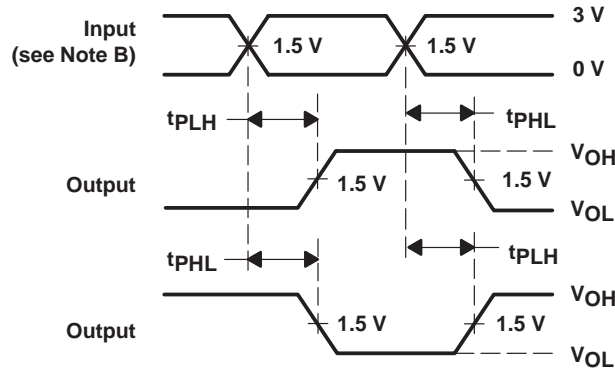 3 V
Input
(see Note B)
1.5 V
1.5 V
0 V
tPLH
tPHL
VOH
Output
1.5 V
1.5 V
VOL
tPHL
tPLH
VOH
Output
1.5 V
1.5 V
VOL